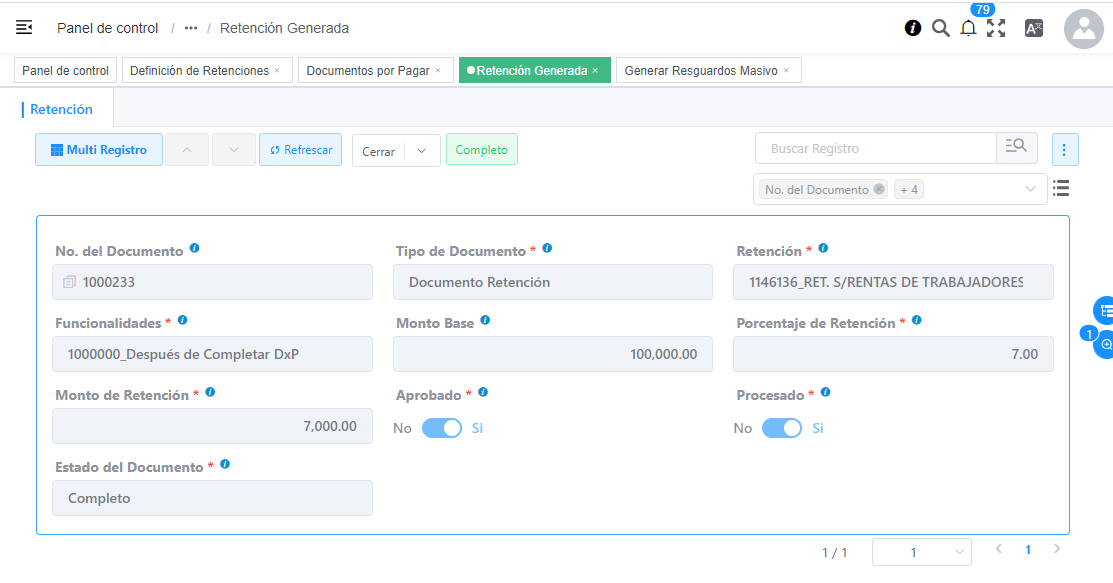 79
Panel de control / ••• / Retención Generada
Panel de control Definición de Retenciones × Documentos por Pagar × Retención Generada × Generar Resguardos Masivo ×
Retención
Multi Registro Refrescar Cerrar Completo Buscar Registro
No. del Documento + 4
No. del Documento Tipo de Documento * Retención *
1000233 Documento Retención 1146136_RET. S/RENTAS DE TRABAJADORES
Funcionalidades * Monto Base Porcentaje de Retención *
1000000_Después de Completar DxP 100,000.00 7.00
1
Monto de Retención * Aprobado * Procesado *
7,000.00 No Si No Si
Estado del Documento *
Completo
1 / 1 1 1